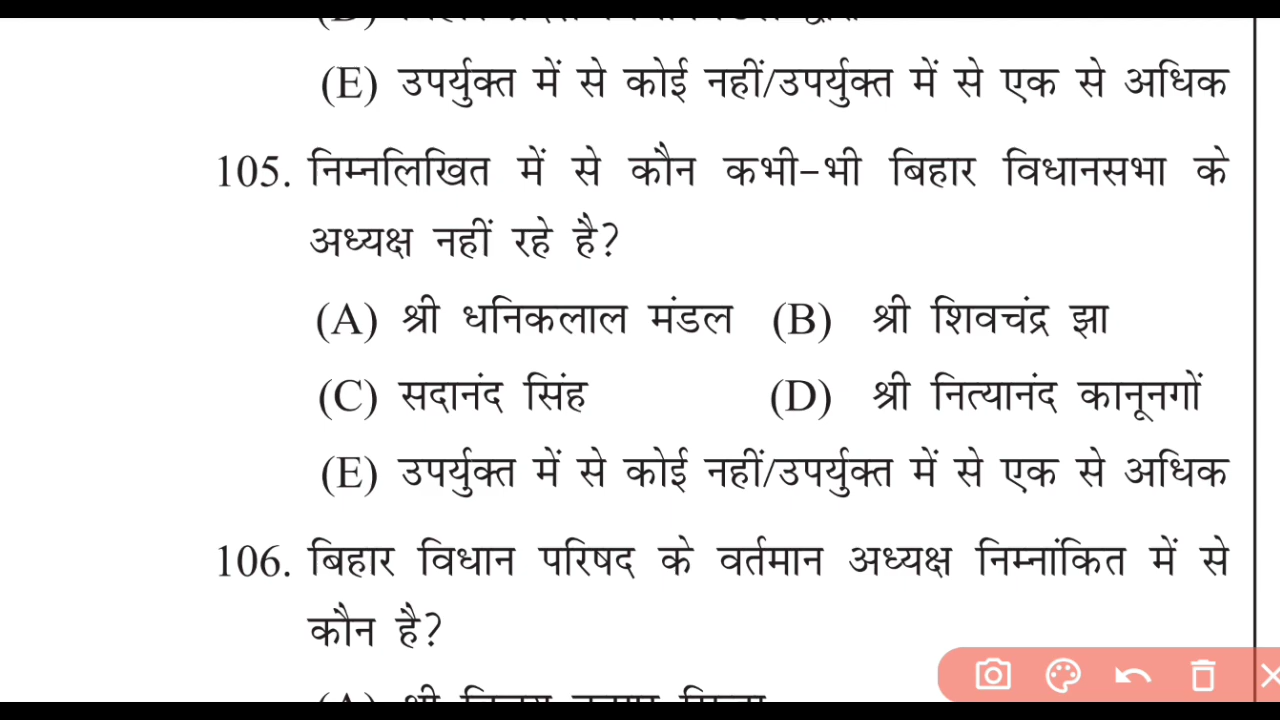 (E) उपर्युक्त में से कोई नहीं/उपर्युक्त में से एक से अधिक
105. निम्नलिखित में से कौन कभी-भी बिहार विधानसभा के
अध्यक्ष नहीं रहे है?
(A) श्री धनिकलाल मंडल (B) श्री शिवचंद्र झा
(C) सदानंद सिंह (D) श्री नित्यानंद कानूनगों
(E) उपर्युक्त में से कोई नहीं/उपर्युक्त में से एक से अधिक
106. बिहार विधान परिषद के वर्तमान अध्यक्ष निम्नांकित में से
कौन है?
(A) श्री